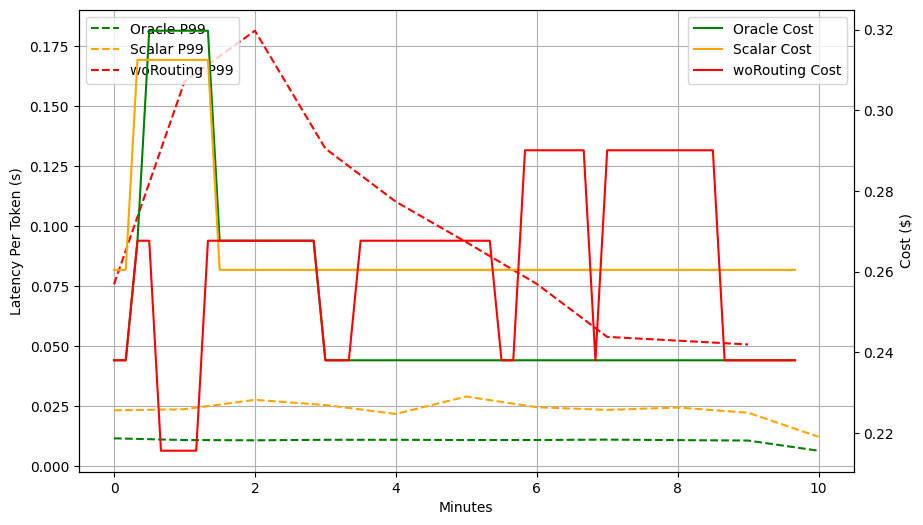 Oracle P99
Scalar P99
woRouting P99
Oracle Cost
Scalar Cost
woRouting Cost
0.175
0.150
0.125
0.100
0.075
0.050
0.025
0.000
Latency Per Token (s)
0.32
0.30
0.28
0.26
0.24
0.22
Cost ($)
0
2
4
6
8
10
Minutes